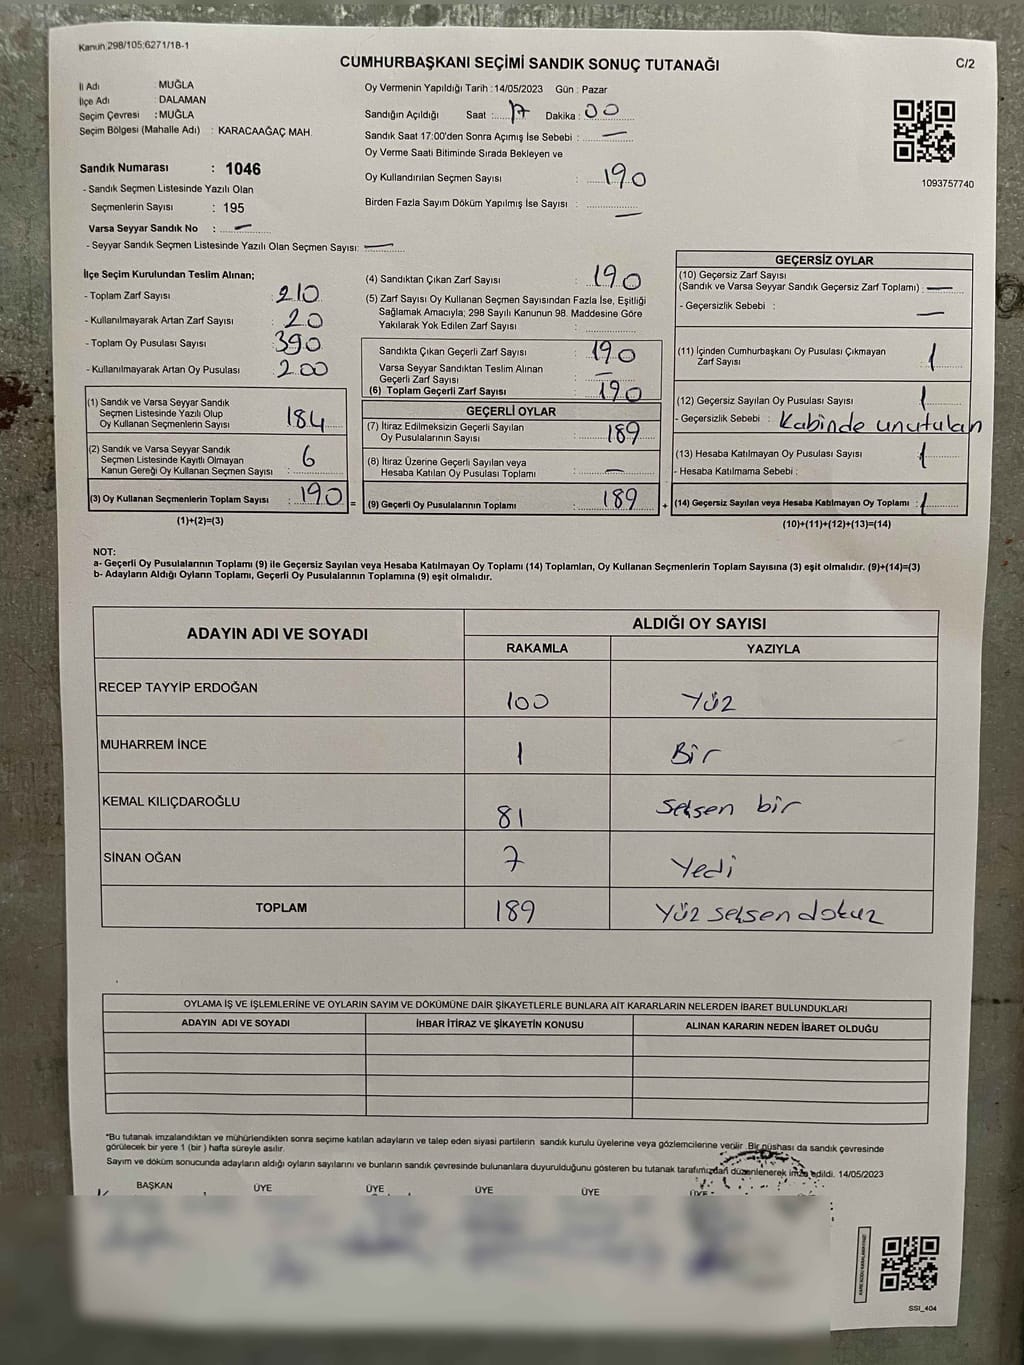 Kanun;298/105;6271/18-1
CUMHURBAŞKANI SEÇİMİ SANDIK SONUÇ TUTANAĞI
C/2
İl Adı : MUĞLA
İlçe Adı : DALAMAN
Seçim Çevresi : MUĞLA
Seçim Bölgesi (Mahalle Adı) : KARACAAĞAÇ MAH.
Sandık Numarası : 1046
- Sandık Seçmen Listesinde Yazılı Olan
Seçmenlerin Sayısı : 195
Varsa Seyyar Sandık No : —
- Seyyar Sandık Seçmen Listesinde Yazılı Olan Seçmen Sayısı: —
Oy Vermenin Yapıldığı Tarih : 14/05/2023 Gün : Pazar
Sandığın Açıldığı Saat : 17 Dakika : 00
Sandık Saat 17:00'den Sonra Açımış İse Sebebi : —
Oy Verme Saati Bitiminde Sırada Bekleyen ve
Oy Kullandırılan Seçmen Sayısı : 190
Birden Fazla Sayım Döküm Yapılmış İse Sayısı : —
1093757740
İlçe Seçim Kurulundan Teslim Alınan;
- Toplam Zarf Sayısı : 210
- Kullanılmayarak Artan Zarf Sayısı : 20
- Toplam Oy Pusulası Sayısı : 390
- Kullanılmayarak Artan Oy Pusulası : 200
(1) Sandık ve Varsa Seyyar Sandık
Seçmen Listesinde Yazılı Olup
Oy Kullanan Seçmenlerin Sayısı : 184
(2) Sandık ve Varsa Seyyar Sandık
Seçmen Listesinde Kayıtlı Olmayan
Kanun Gereği Oy Kullanan Seçmen Sayısı : 6
(3) Oy Kullanan Seçmenlerin Toplam Sayısı : 190 =
(1)+(2)=(3)
(4) Sandıktan Çıkan Zarf Sayısı : 190
(5) Zarf Sayısı Oy Kullanan Seçmen Sayısından Fazla İse, Eşitliği
Sağlamak Amacıyla; 298 Sayılı Kanunun 98. Maddesine Göre
Yakılarak Yok Edilen Zarf Sayısı :
Sandıkta Çıkan Geçerli Zarf Sayısı : 190
Varsa Seyyar Sandıktan Teslim Alınan
Geçerli Zarf Sayısı : —
(6) Toplam Geçerli Zarf Sayısı : 190
GEÇERLİ OYLAR
(7) İtiraz Edilmeksizin Geçerli Sayılan
Oy Pusulalarının Sayısı : 189
(8) İtiraz Üzerine Geçerli Sayılan veya
Hesaba Katılan Oy Pusulası Toplamı : —
(9) Geçerli Oy Pusulalarının Toplamı : 189 +
GEÇERSİZ OYLAR
(10) Geçersiz Zarf Sayısı
(Sandık ve Varsa Seyyar Sandık Geçersiz Zarf Toplamı) : —
- Geçersizlik Sebebi : —
(11) İçinden Cumhurbaşkanı Oy Pusulası Çıkmayan
Zarf Sayısı : 1
(12) Geçersiz Sayılan Oy Pusulası Sayısı : 1
- Geçersizlik Sebebi : Kabinde unutulan
(13) Hesaba Katılmayan Oy Pusulası Sayısı : 1
- Hesaba Katılmama Sebebi :
(14) Geçersiz Sayılan veya Hesaba Katılmayan Oy Toplamı : 1
(10)+(11)+(12)+(13)=(14)
NOT:
a- Geçerli Oy Pusulalarının Toplamı (9) ile Geçersiz Sayılan veya Hesaba Katılmayan Oy Toplamı (14) Toplamları, Oy Kullanan Seçmenlerin Toplam Sayısına (3) eşit olmalıdır. (9)+(14)=(3)
b- Adayların Aldığı Oyların Toplamı, Geçerli Oy Pusulalarının Toplamına (9) eşit olmalıdır.
ADAYIN ADI VE SOYADI
ALDIĞI OY SAYISI
RAKAMLA YAZIYLA
RECEP TAYYİP ERDOĞAN 100 Yüz
MUHARREM İNCE 1 Bir
KEMAL KILIÇDAROĞLU 81 Seksen bir
SİNAN OĞAN 7 Yedi
TOPLAM 189 Yüz seksen dokuz
OYLAMA İŞ VE İŞLEMLERİNE VE OYLARIN SAYIM VE DÖKÜMÜNE DAİR ŞİKAYETLERLE BUNLARA AİT KARARLARIN NELERDEN İBARET BULUNDUKLARI
ADAYIN ADI VE SOYADI İHBAR İTİRAZ VE ŞİKAYETİN KONUSU ALINAN KARARIN NEDEN İBARET OLDUĞU
*Bu tutanak imzalandıktan ve mühürlendikten sonra seçime katılan adayların ve talep eden siyasi partilerin sandık kurulu üyelerine veya gözlemcilerine verilir. Bir nüshası da sandık çevresinde
görülecek bir yere 1 (bir ) hafta süreyle asılır.
Sayım ve döküm sonucunda adayların aldığı oyların sayılarını ve bunların sandık çevresinde bulunanlara duyurulduğunu gösteren bu tutanak tarafımızdan düzenlenerek imza edildi. 14/05/2023
BAŞKAN ÜYE ÜYE ÜYE ÜYE ÜYE
SSİ_404